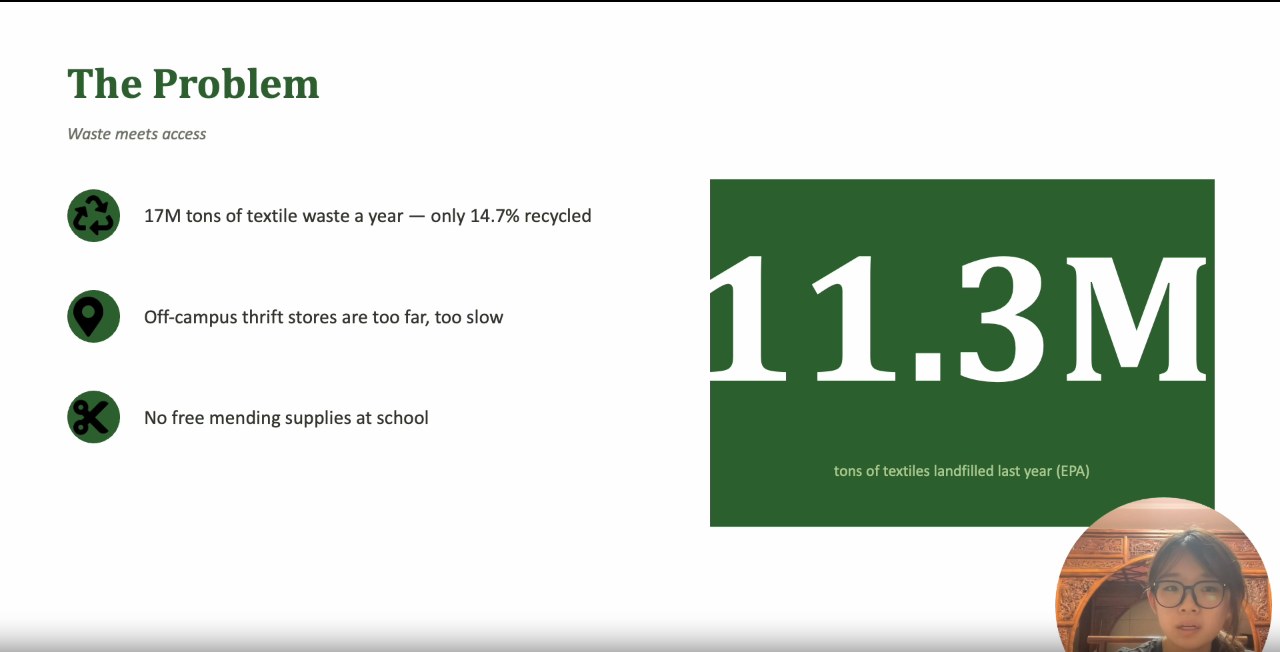 The Problem
Waste meets access
17M tons of textile waste a year — only 14.7% recycled
Off-campus thrift stores are too far, too slow
No free mending supplies at school
11.3M
tons of textiles landfilled last year (EPA)